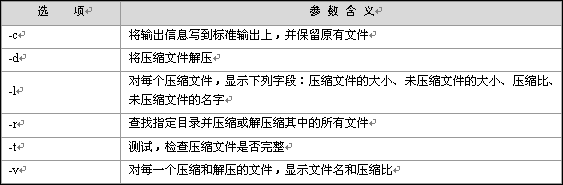 选 项 参 数 含 义
-c 将输出信息写到标准输出上，并保留原有文件
-d 将压缩文件解压
-l 对每个压缩文件，显示下列字段：压缩文件的大小、未压缩文件的大小、压缩比、
未压缩文件的名字
-r 查找指定目录并压缩或解压缩其中的所有文件
-t 测试，检查压缩文件是否完整
-v 对每一个压缩和解压的文件，显示文件名和压缩比